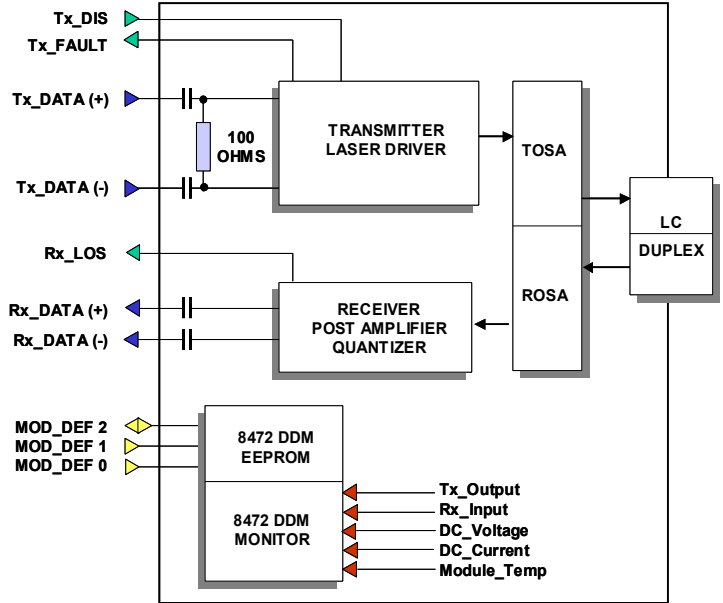 Tx_DIS
Tx_FAULT
Tx_DATA (+)
100
OHMS
TRANSMITTER
LASER DRIVER
TOSA
Tx_DATA (-)
LC
DUPLEX
Rx_LOS
ROSA
Rx_DATA (+)
Rx_DATA (-)
RECEIVER
POST AMPLIFIER
QUANTIZER
MOD_DEF 2
MOD_DEF 1
MOD_DEF 0
8472 DDM
EEPROM
8472 DDM
MONITOR
Tx_Output
Rx_Input
DC_Voltage
DC_Current
Module_Temp